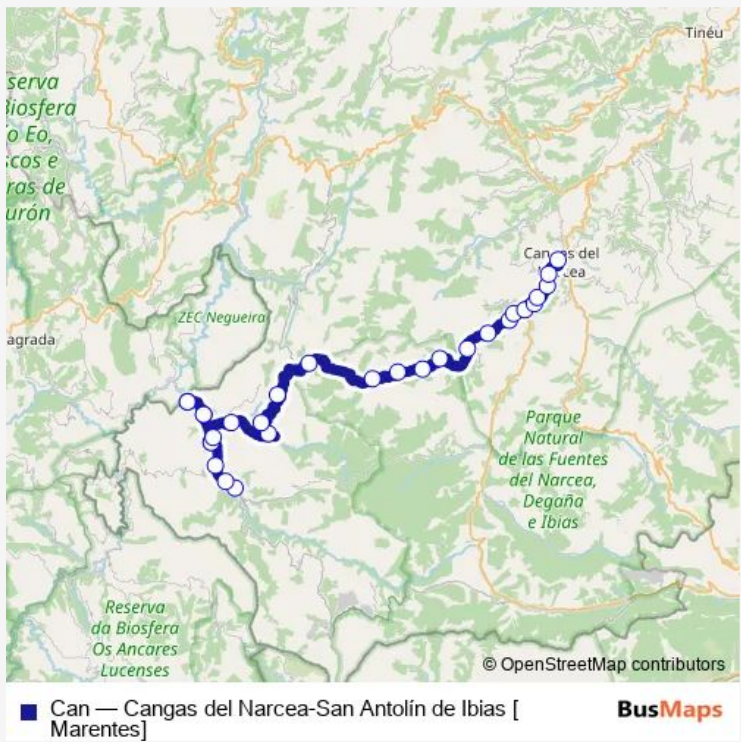 Tinéu
serva
Biosfera
o Eo,
scos e
ras de
urón
Cangas del
Narcea
ZEC Negueira
agrada
Parque
Natural
de las Fuentes
del Narcea,
Degaña
e Ibias
Reserva
da Biosfera
Os Ancares
Lucenses
© OpenStreetMap contributors
Can — Cangas del Narcea-San Antolín de Ibias [
Marentes]
BusMaps